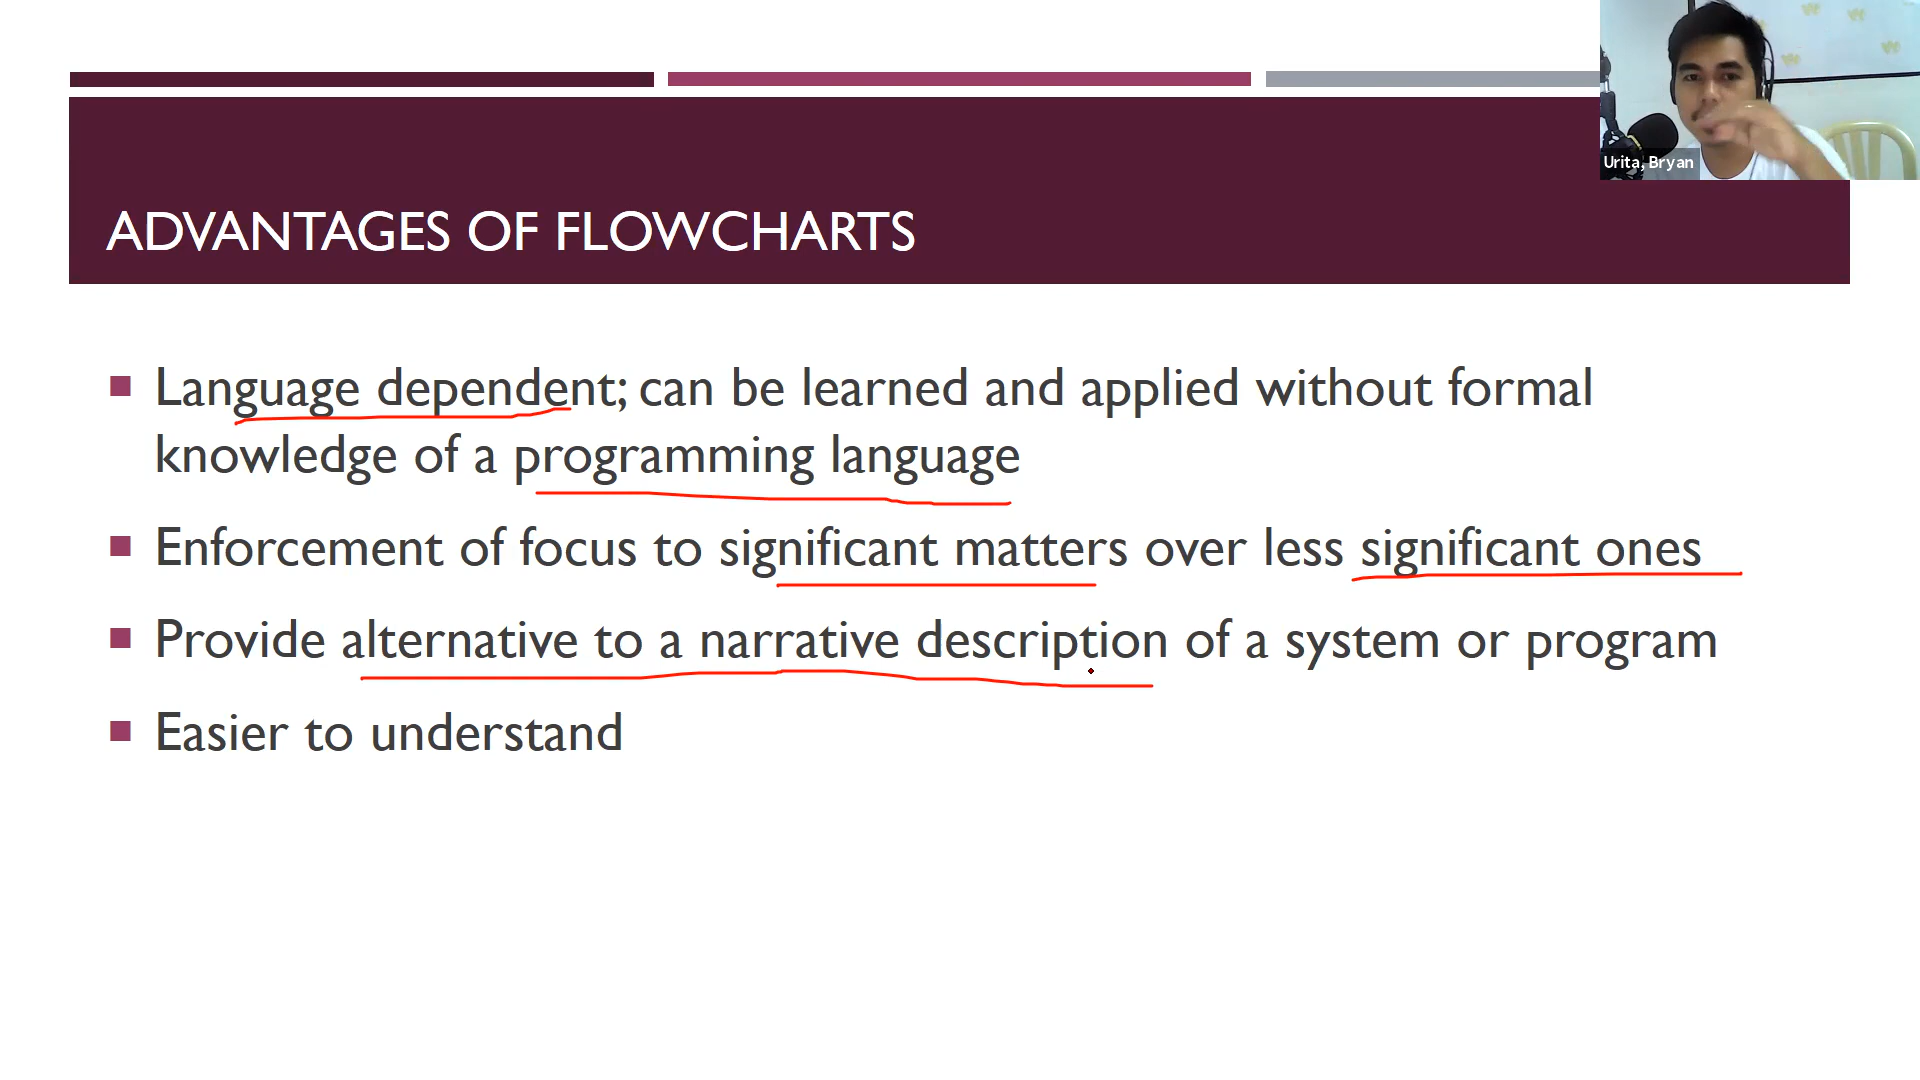 Urita, Bryan
ADVANTAGES OF FLOWCHARTS
Language dependent; can be learned and applied without formal
knowledge of a programming language
Enforcement of focus to significant matters over less significant ones
Provide alternative to a narrative description of a system or program
Easier to understand